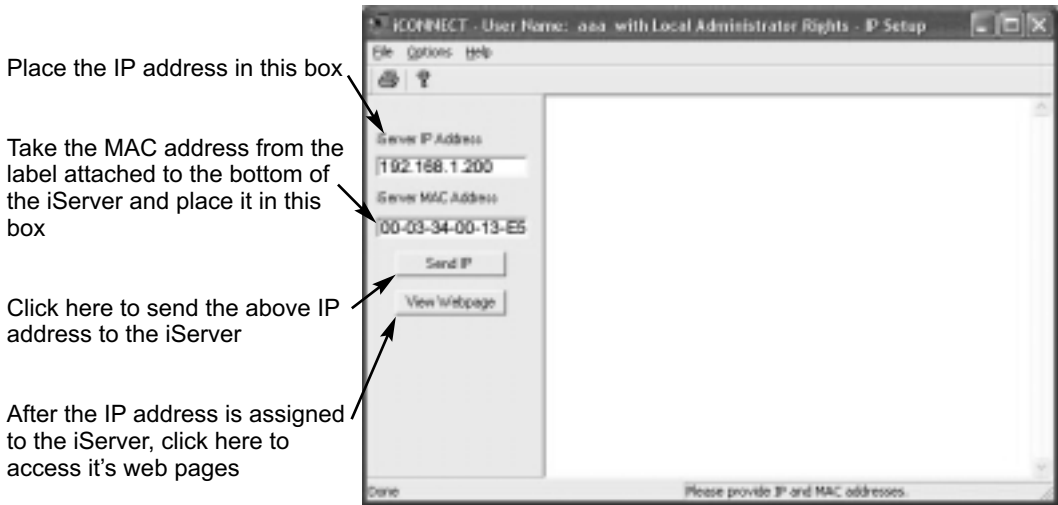 iCONNECT - User Name: aaa with Local Administrator Rights - IP Setup
File Options Help
Place the IP address in this box
iServer IP Address
192.168.1.200
Take the MAC address from the
label attached to the bottom of
the iServer and place it in this
box
iServer MAC Address
00-03-34-00-13-E5
Send IP
Click here to send the above IP
address to the iServer
View Webpage
After the IP address is assigned
to the iServer, click here to
access it’s web pages
Done
Please provide IP and MAC addresses.